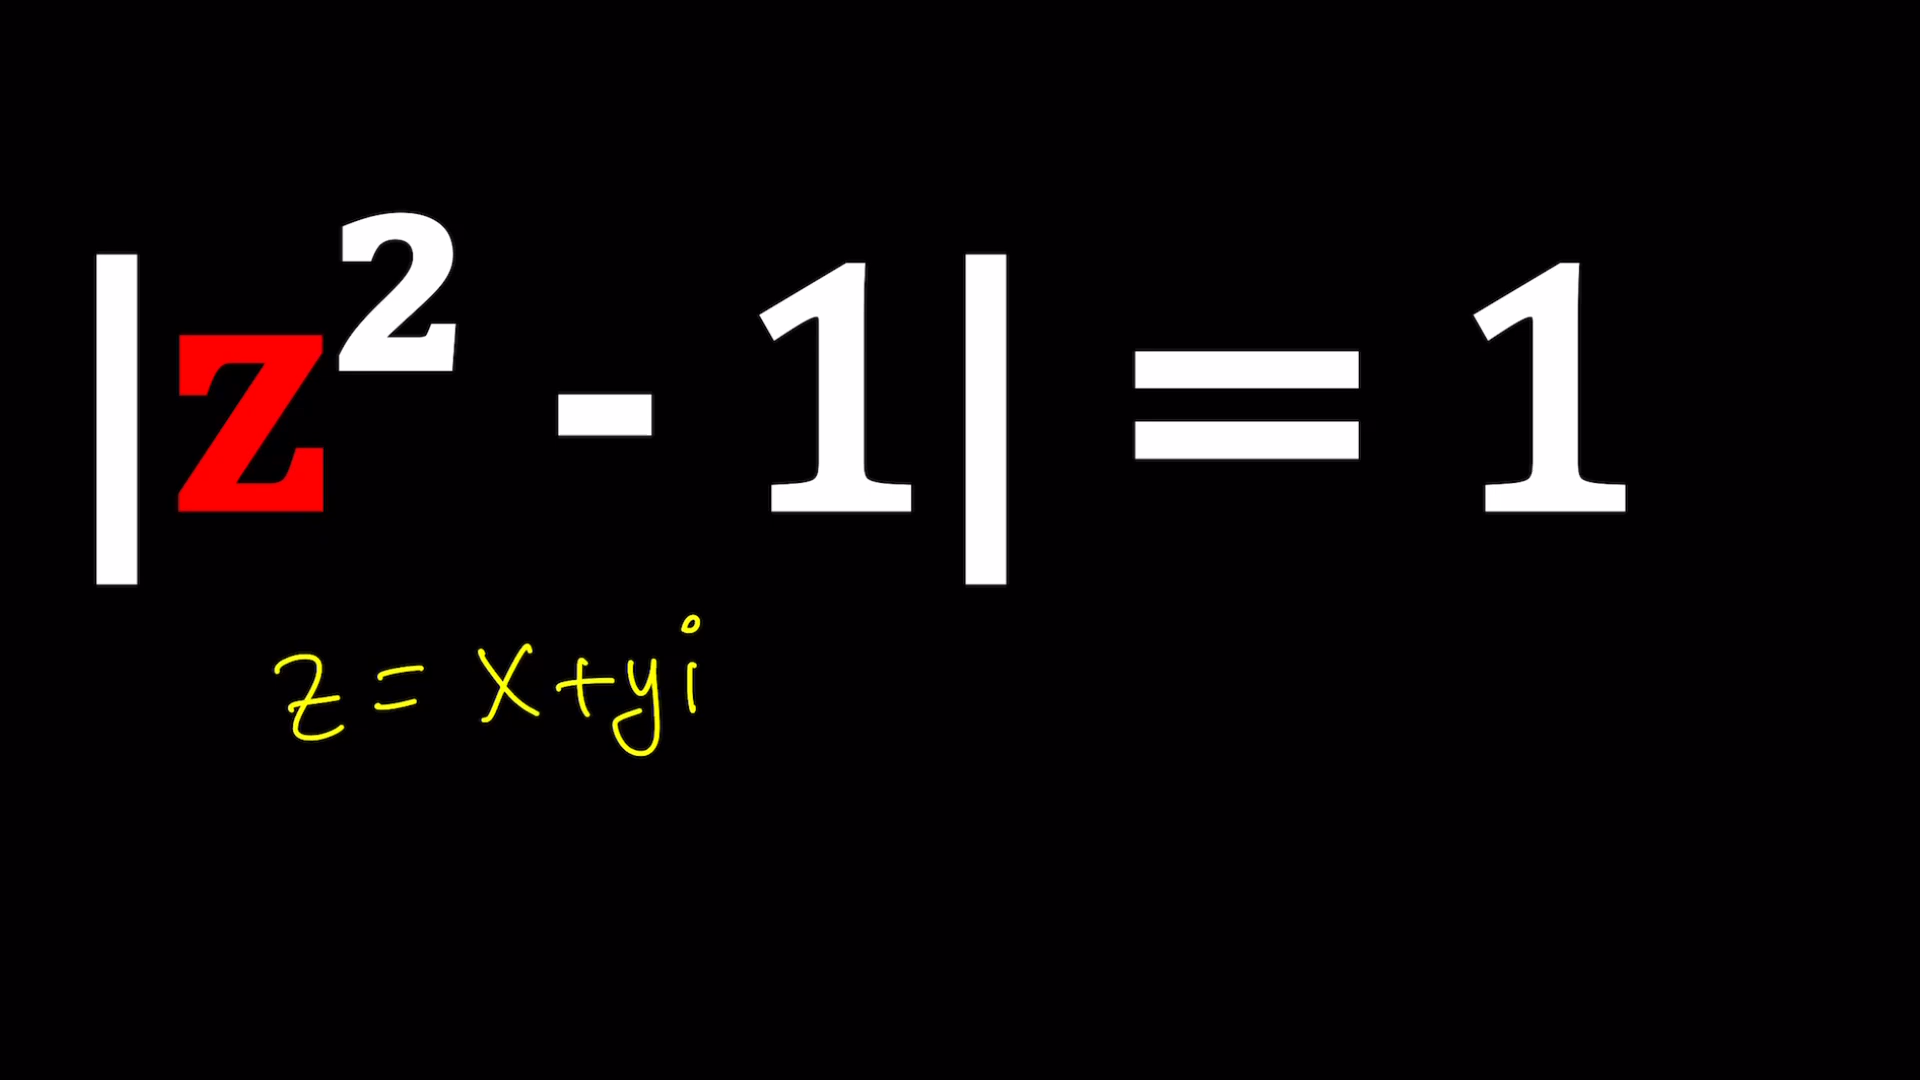 |z² - 1| = 1
z = x + yi